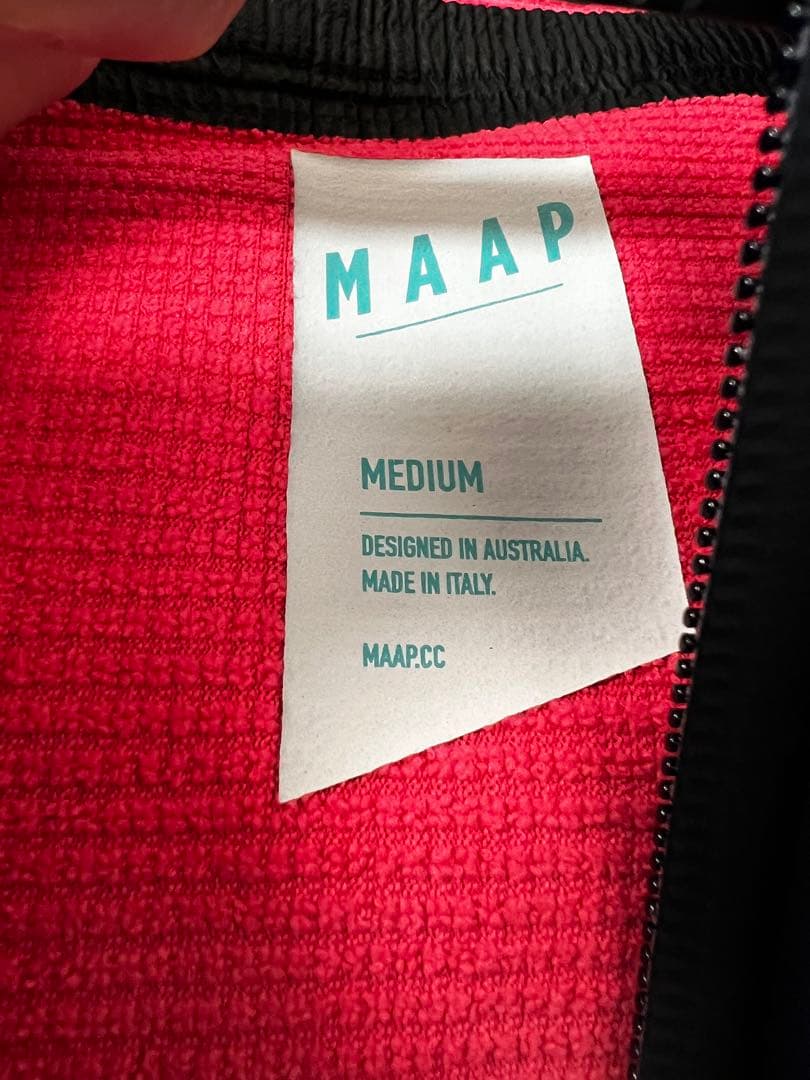 MAAP
MEDIUM
DESIGNED IN AUSTRALIA.
MADE IN ITALY.
MAAP.CC